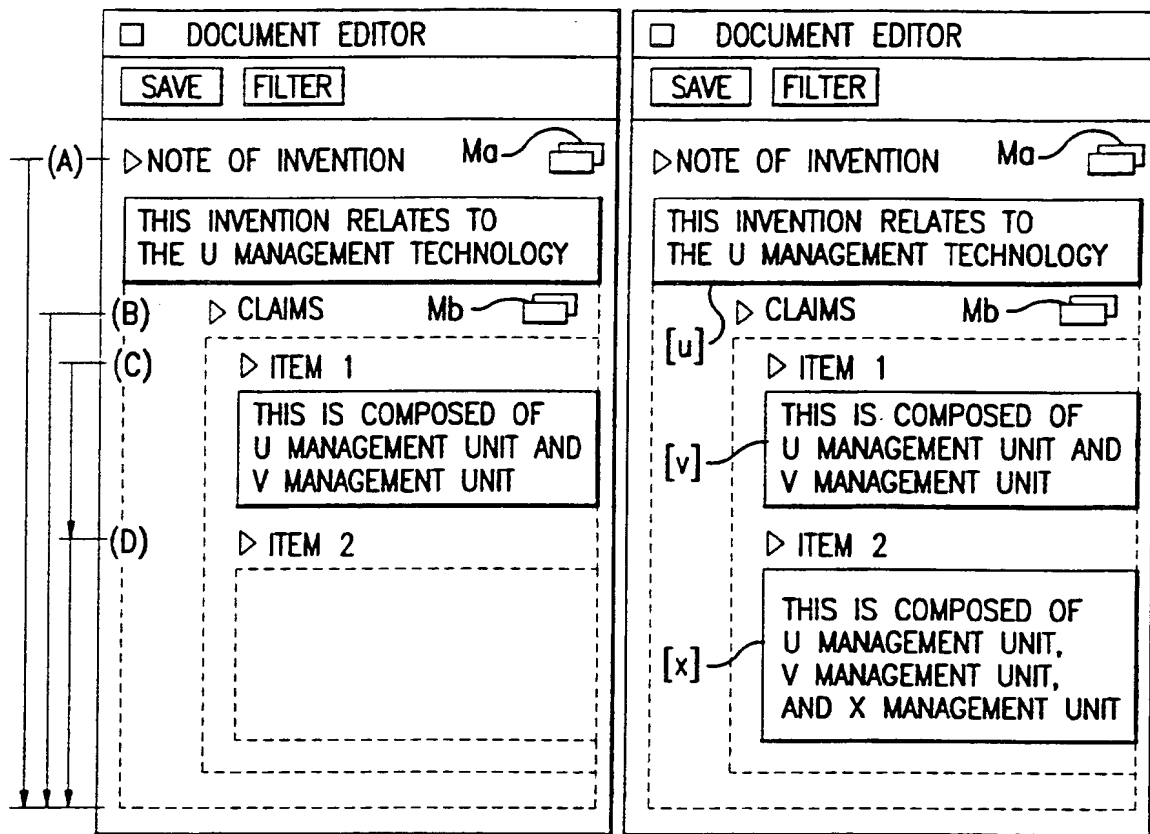 DOCUMENT EDITOR
SAVE FILTER
(A) NOTE OF INVENTION Ma
THIS INVENTION RELATES TO
THE U MANAGEMENT TECHNOLOGY
(B) CLAIMS Mb
(C) ITEM 1
THIS IS COMPOSED OF
U MANAGEMENT UNIT AND
V MANAGEMENT UNIT
(D) ITEM 2
DOCUMENT EDITOR
SAVE FILTER
NOTE OF INVENTION Ma
THIS INVENTION RELATES TO
THE U MANAGEMENT TECHNOLOGY
[u] CLAIMS Mb
ITEM 1
THIS IS COMPOSED OF
[v] U MANAGEMENT UNIT AND
V MANAGEMENT UNIT
ITEM 2
THIS IS COMPOSED OF
U MANAGEMENT UNIT,
[x] V MANAGEMENT UNIT,
AND X MANAGEMENT UNIT